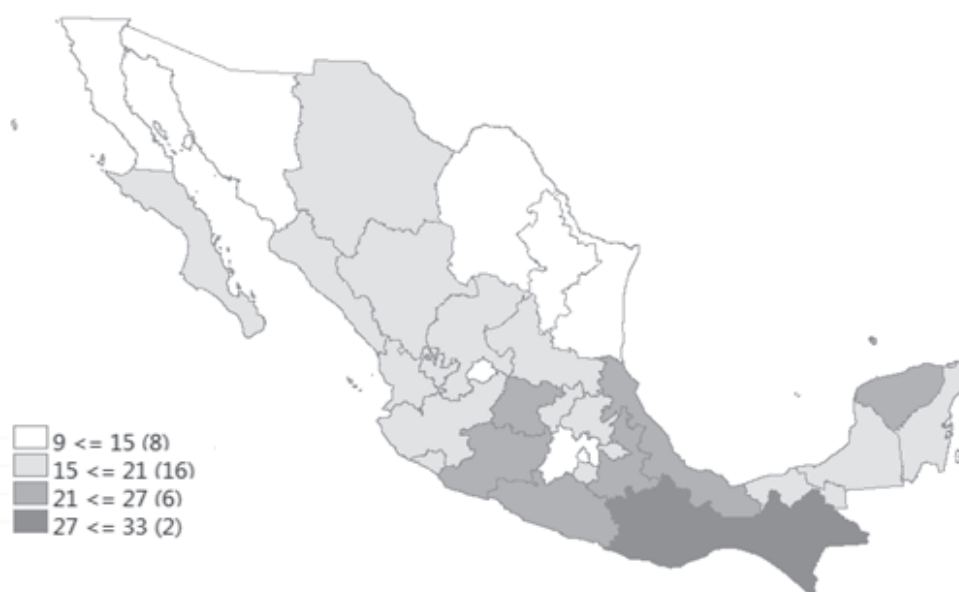 9 <= 15 (8)
15 <= 21 (16)
21 <= 27 (6)
27 <= 33 (2)